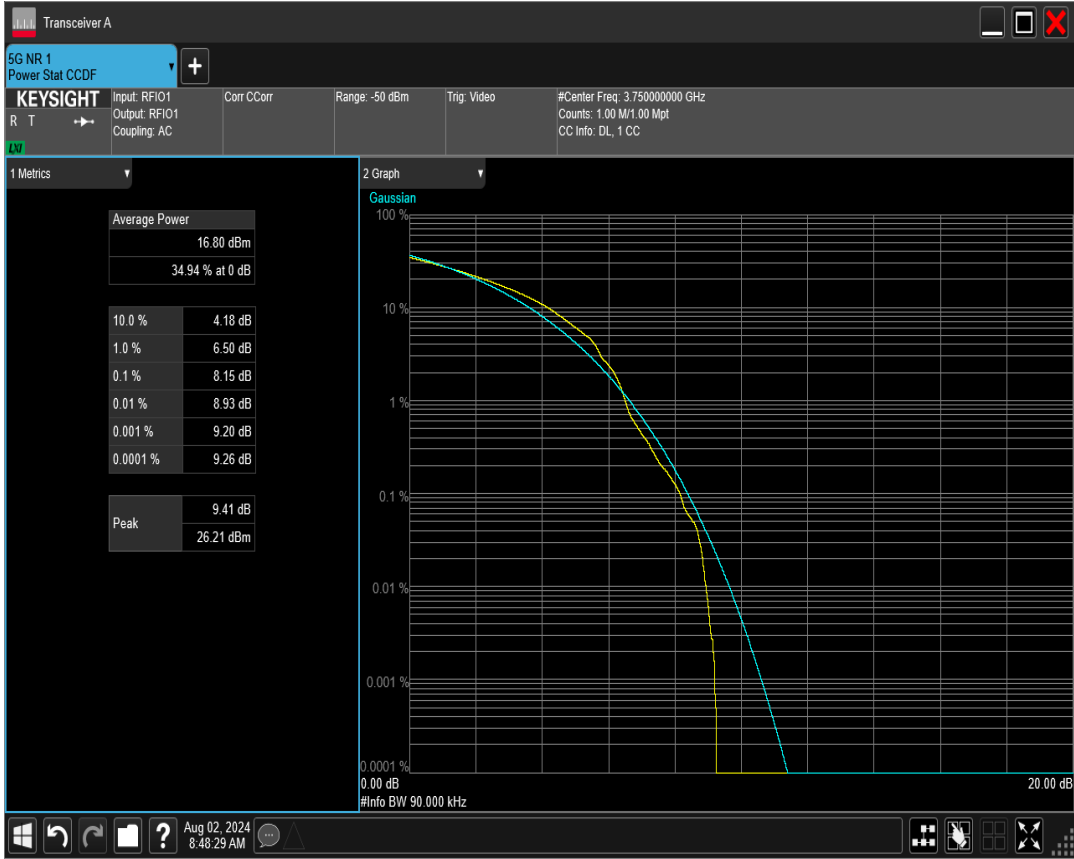 Transceiver A
5G NR 1
Power Stat CCDF
+
KEYSIGHT
R T
LXI
Input: RFIO1
Output: RFIO1
Coupling: AC
Corr CCorr
Range: -50 dBm
Trig: Video
#Center Freq: 3.750000000 GHz
Counts: 1.00 M/1.00 Mpt
CC Info: DL, 1 CC
1 Metrics
Average Power
16.80 dBm
34.94 % at 0 dB
10.0 % 4.18 dB
1.0 % 6.50 dB
0.1 % 8.15 dB
0.01 % 8.93 dB
0.001 % 9.20 dB
0.0001 % 9.26 dB
Peak 9.41 dB
26.21 dBm
2 Graph
Gaussian
100 %
10 %
1 %
0.1 %
0.01 %
0.001 %
0.0001 %
0.00 dB 20.00 dB
#Info BW 90.000 kHz
?
Aug 02, 2024
8:48:29 AM